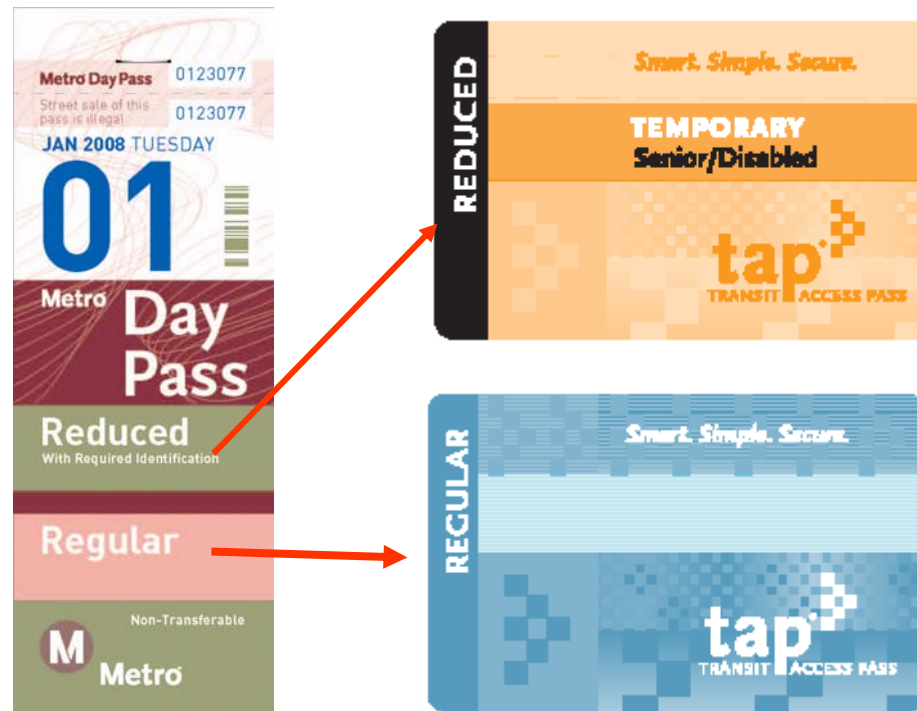 Metro Day Pass 0123077
Street sale of this
pass is illegal 0123077
JAN 2008 TUESDAY
01
Metro
Day
Pass
Reduced
With Required Identification
Regular
Non-Transferable
M
Metro
REDUCED
Smart. Simple. Secure.
TEMPORARY
Senior/Disabled
tap
TRANSIT ACCESS PASS
REGULAR
Smart. Simple. Secure.
tap
TRANSIT ACCESS PASS